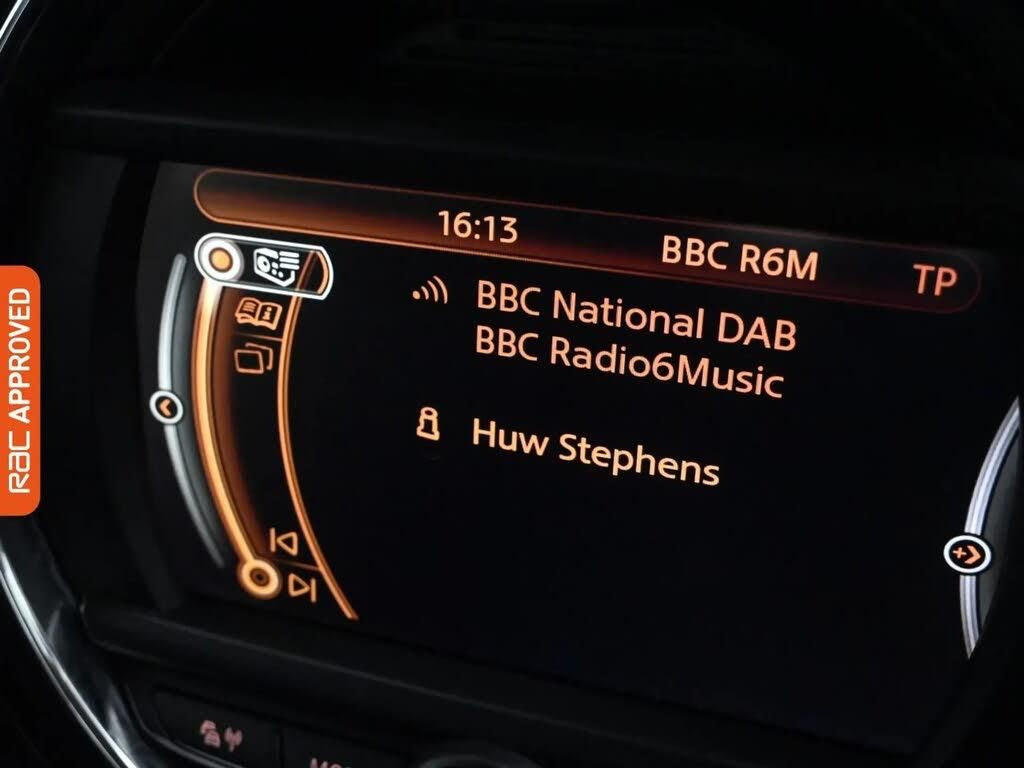 16:13
BBC R6M
TP
BBC National DAB
BBC Radio6Music
Huw Stephens
RAC APPROVED